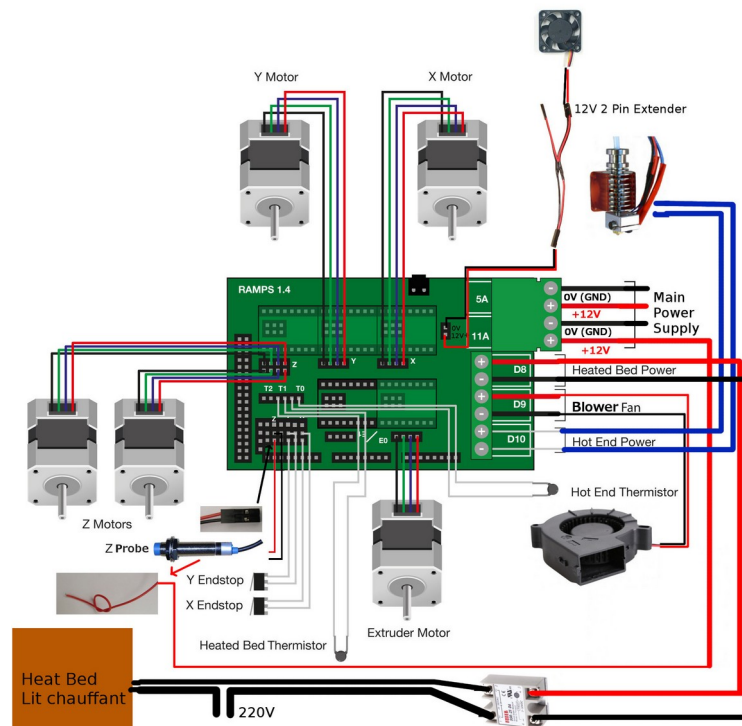 Y Motor
X Motor
12V 2 Pin Extender
RAMPS 1.4
5A
11A
0V
12V
0V (GND)
+12V
0V (GND)
+12V
Main
Power
Supply
Z
Y
X
D8
Heated Bed Power
T2 T1 T0
D9
Blower Fan
E0
D10
Hot End Power
Z Motors
Hot End Thermistor
Z Probe
Y Endstop
X Endstop
Heated Bed Thermistor
Extruder Motor
Heat Bed
Lit chauffant
220V